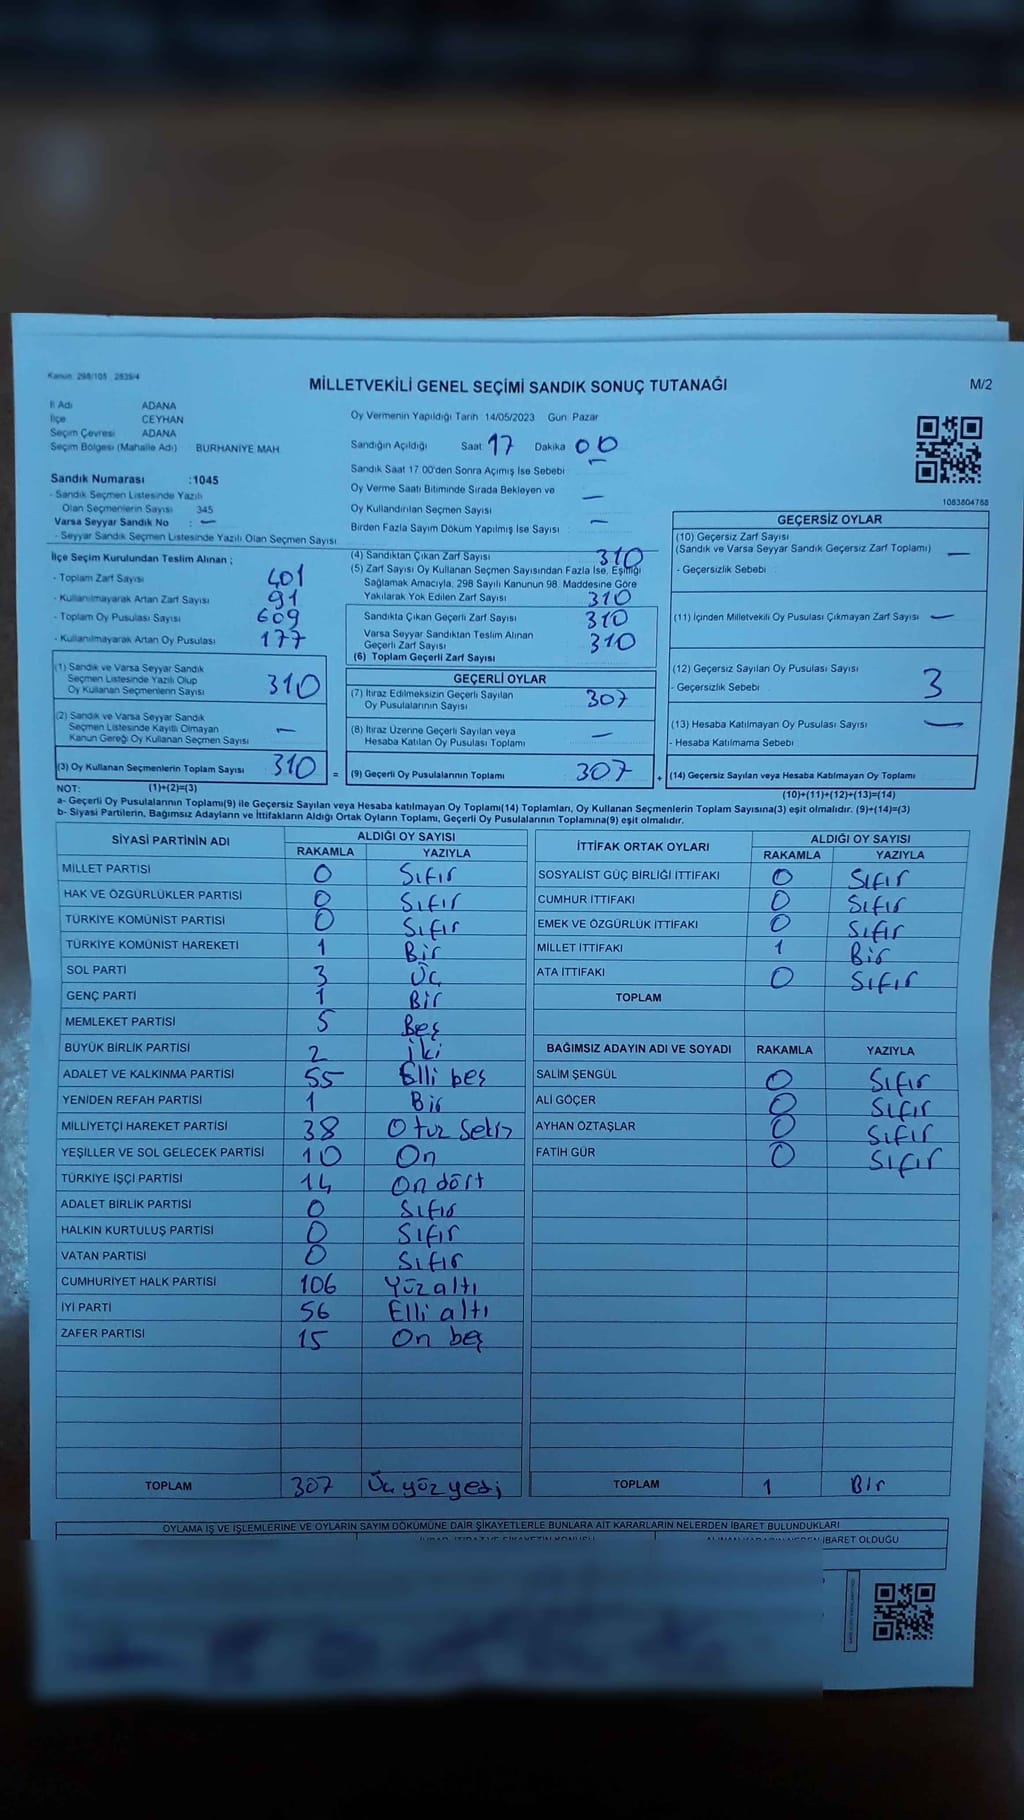 Kanun: 298/105 2839/4
MİLLETVEKİLİ GENEL SEÇİMİ SANDIK SONUÇ TUTANAĞI
M/2
İl Adı ADANA
İlçe CEYHAN
Seçim Çevresi ADANA
Seçim Bölgesi (Mahalle Adı) BURHANİYE MAH
Sandık Numarası :1045
- Sandık Seçmen Listesinde Yazılı
Olan Seçmenlerin Sayısı 345
Varsa Seyyar Sandık No : —
- Seyyar Sandık Seçmen Listesinde Yazılı Olan Seçmen Sayısı
Oy Vermenin Yapıldığı Tarih 14/05/2023 Gün: Pazar
Sandığın Açıldığı Saat 17 Dakika 00
Sandık Saat 17.00'den Sonra Açımış İse Sebebi —
Oy Verme Saati Bitiminde Sırada Bekleyen ve
Oy Kullandırılan Seçmen Sayısı —
Birden Fazla Sayım Döküm Yapılmış İse Sayısı —
1083804768
İlçe Seçim Kurulundan Teslim Alınan ;
- Toplam Zarf Sayısı 401
- Kullanılmayarak Artan Zarf Sayısı 91
- Toplam Oy Pusulası Sayısı 609
- Kullanılmayarak Artan Oy Pusulası 177
(1) Sandık ve Varsa Seyyar Sandık
Seçmen Listesinde Yazılı Olup
Oy Kullanan Seçmenlerin Sayısı 310
(2) Sandık ve Varsa Seyyar Sandık
Seçmen Listesinde Kayıtlı Olmayan
Kanun Gereği Oy Kullanan Seçmen Sayısı —
(3) Oy Kullanan Seçmenlerin Toplam Sayısı 310
(4) Sandıktan Çıkan Zarf Sayısı 310
(5) Zarf Sayısı Oy Kullanan Seçmen Sayısından Fazla İse, Eşitliği
Sağlamak Amacıyla, 298 Sayılı Kanunun 98. Maddesine Göre
Yakılarak Yok Edilen Zarf Sayısı 310
Sandıkta Çıkan Geçerli Zarf Sayısı 310
Varsa Seyyar Sandıktan Teslim Alınan
Geçerli Zarf Sayısı 310
(6) Toplam Geçerli Zarf Sayısı
GEÇERLİ OYLAR
(7) İtiraz Edilmeksizin Geçerli Sayılan
Oy Pusulalarının Sayısı 307
(8) İtiraz Üzerine Geçerli Sayılan veya
Hesaba Katılan Oy Pusulası Toplamı —
= (9) Geçerli Oy Pusulalarının Toplamı 307
GEÇERSİZ OYLAR
(10) Geçersiz Zarf Sayısı
(Sandık ve Varsa Seyyar Sandık Geçersiz Zarf Toplamı) —
- Geçersizlik Sebebi
(11) İçinden Milletvekili Oy Pusulası Çıkmayan Zarf Sayısı —
(12) Geçersiz Sayılan Oy Pusulası Sayısı 3
- Geçersizlik Sebebi
(13) Hesaba Katılmayan Oy Pusulası Sayısı —
- Hesaba Katılmama Sebebi
+ (14) Geçersiz Sayılan veya Hesaba Katılmayan Oy Pusulası Toplamı
NOT: (1)+(2)=(3) (10)+(11)+(12)+(13)=(14)
a- Geçerli Oy Pusulalarının Toplamı(9) ile Geçersiz Sayılan veya Hesaba katılmayan Oy Toplamı(14) Toplamları, Oy Kullanan Seçmenlerin Toplam Sayısına(3) eşit olmalıdır. (9)+(14)=(3)
b- Siyasi Partilerin, Bağımsız Adayların ve İttifakların Aldığı Ortak Oyların Toplamı, Geçerli Oy Pusulalarının Toplamına(9) eşit olmalıdır.
SİYASİ PARTİNİN ADI ALDIĞI OY SAYISI
RAKAMLA YAZIYLA
MİLLET PARTİSİ 0 Sıfır
HAK VE ÖZGÜRLÜKLER PARTİSİ 0 Sıfır
TÜRKİYE KOMÜNİST PARTİSİ 0 Sıfır
TÜRKİYE KOMÜNİST HAREKETİ 1 Bir
SOL PARTİ 3 Üç
GENÇ PARTİ 1 Bir
MEMLEKET PARTİSİ 5 Beş
BÜYÜK BİRLİK PARTİSİ 2 İki
ADALET VE KALKINMA PARTİSİ 55 Elli beş
YENİDEN REFAH PARTİSİ 1 Bir
MİLLİYETÇİ HAREKET PARTİSİ 38 Otuz Sekiz
YEŞİLLER VE SOL GELECEK PARTİSİ 10 On
TÜRKİYE İŞÇİ PARTİSİ 14 On dört
ADALET BİRLİK PARTİSİ 0 Sıfır
HALKIN KURTULUŞ PARTİSİ 0 Sıfır
VATAN PARTİSİ 0 Sıfır
CUMHURİYET HALK PARTİSİ 106 Yüz altı
İYİ PARTİ 56 Elli altı
ZAFER PARTİSİ 15 On beş
TOPLAM 307 Üç yüz yedi
İTTİFAK ORTAK OYLARI ALDIĞI OY SAYISI
RAKAMLA YAZIYLA
SOSYALİST GÜÇ BİRLİĞİ İTTİFAKI 0 Sıfır
CUMHUR İTTİFAKI 0 Sıfır
EMEK VE ÖZGÜRLÜK İTTİFAKI 0 Sıfır
MİLLET İTTİFAKI 1 Bir
ATA İTTİFAKI 0 Sıfır
TOPLAM
BAĞIMSIZ ADAYIN ADI VE SOYADI RAKAMLA YAZIYLA
SALİM ŞENGÜL 0 Sıfır
ALİ GÖÇER 0 Sıfır
AYHAN ÖZTAŞLAR 0 Sıfır
FATİH GÜR 0 Sıfır
TOPLAM 1 Bir
OYLAMA İŞ VE İŞLEMLERİNE VE OYLARIN SAYIM DÖKÜMÜNE DAİR ŞİKAYETLERLE BUNLARA AİT KARARLARIN NELERDEN İBARET BULUNDUKLARI
İBARET OLDUĞU